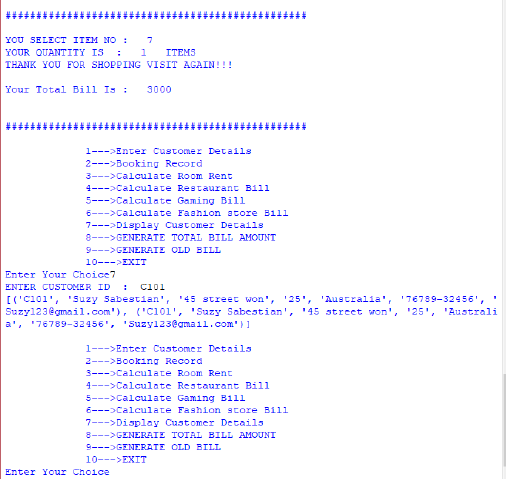 ##################################################
YOU SELECT ITEM NO :   7
YOUR QUANTITY IS  :   1   ITEMS
THANK YOU FOR SHOPPING VISIT AGAIN!!!
Your Total Bill Is :   3000
##################################################
1--->Enter Customer Details
2--->Booking Record
3--->Calculate Room Rent
4--->Calculate Restaurant Bill
5--->Calculate Gaming Bill
6--->Calculate Fashion store Bill
7--->Display Customer Details
8--->GENERATE TOTAL BILL AMOUNT
9--->GENERATE OLD BILL
10--->EXIT
Enter Your Choice7
ENTER CUSTOMER ID  :  C101
[('C101', 'Suzy Sabestian', '45 street won', '25', 'Australia', '76789-32456', '
Suzy123@gmail.com'), ('C101', 'Suzy Sabestian', '45 street won', '25', 'Australi
a', '76789-32456', 'Suzy123@gmail.com')]
1--->Enter Customer Details
2--->Booking Record
3--->Calculate Room Rent
4--->Calculate Restaurant Bill
5--->Calculate Gaming Bill
6--->Calculate Fashion store Bill
7--->Display Customer Details
8--->GENERATE TOTAL BILL AMOUNT
9--->GENERATE OLD BILL
10--->EXIT
Enter Your Choice